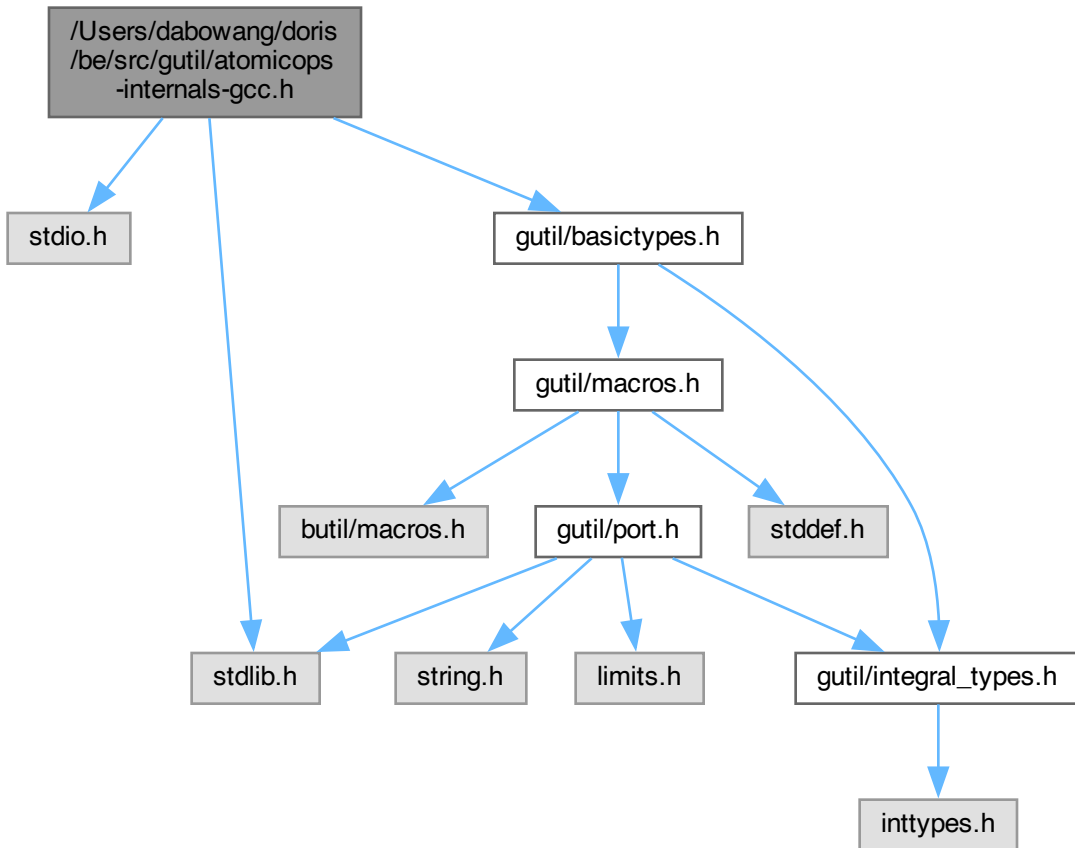 /Users/dabowang/doris
/be/src/gutil/atomicops
-internals-gcc.h
stdio.h
gutil/basictypes.h
gutil/macros.h
butil/macros.h
gutil/port.h
stddef.h
stdlib.h
string.h
limits.h
gutil/integral_types.h
inttypes.h